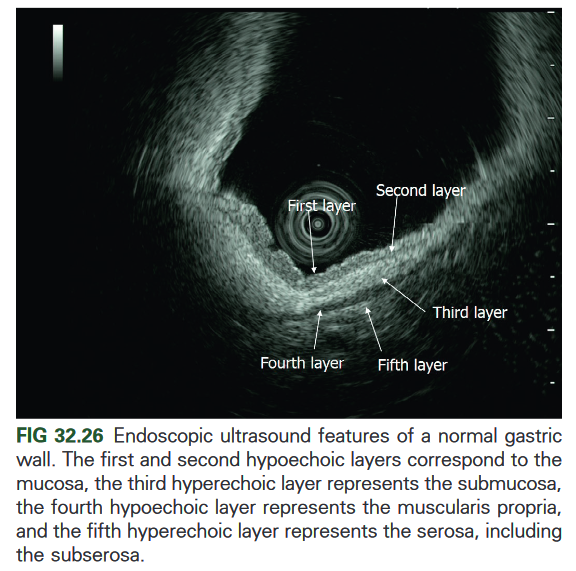 First layer
Second layer
Third layer
Fourth layer
Fifth layer
FIG 32.26 Endoscopic ultrasound features of a normal gastric
wall. The first and second hypoechoic layers correspond to the
mucosa, the third hyperechoic layer represents the submucosa,
the fourth hypoechoic layer represents the muscularis propria,
and the fifth hyperechoic layer represents the serosa, including
the subserosa.